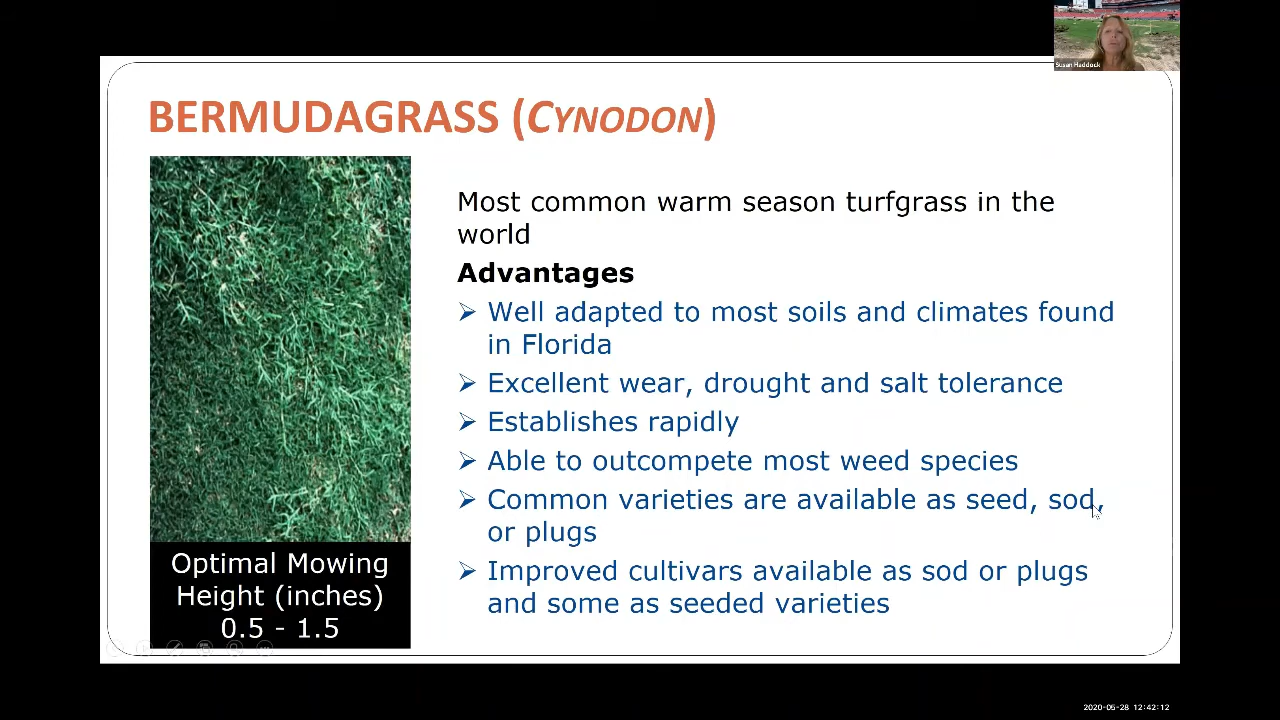 Susan Haddock
BERMUDAGRASS (CYNODON)
Most common warm season turfgrass in the
world
Advantages
Well adapted to most soils and climates found
in Florida
Excellent wear, drought and salt tolerance
Establishes rapidly
Able to outcompete most weed species
Common varieties are available as seed, sod,
or plugs
Improved cultivars available as sod or plugs
and some as seeded varieties
Optimal Mowing
Height (inches)
0.5 - 1.5
2020-05-28 12:42:12